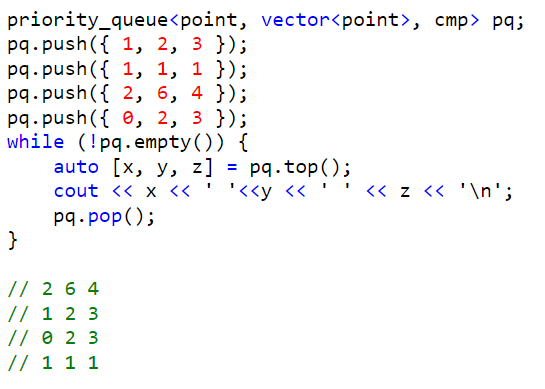 priority_queue<point, vector<point>, cmp> pq;
pq.push({ 1, 2, 3 });
pq.push({ 1, 1, 1 });
pq.push({ 2, 6, 4 });
pq.push({ 0, 2, 3 });
while (!pq.empty()) {
    auto [x, y, z] = pq.top();
    cout << x << ' '<<y << ' ' << z << '\n';
    pq.pop();
}

// 2 6 4
// 1 2 3
// 0 2 3
// 1 1 1